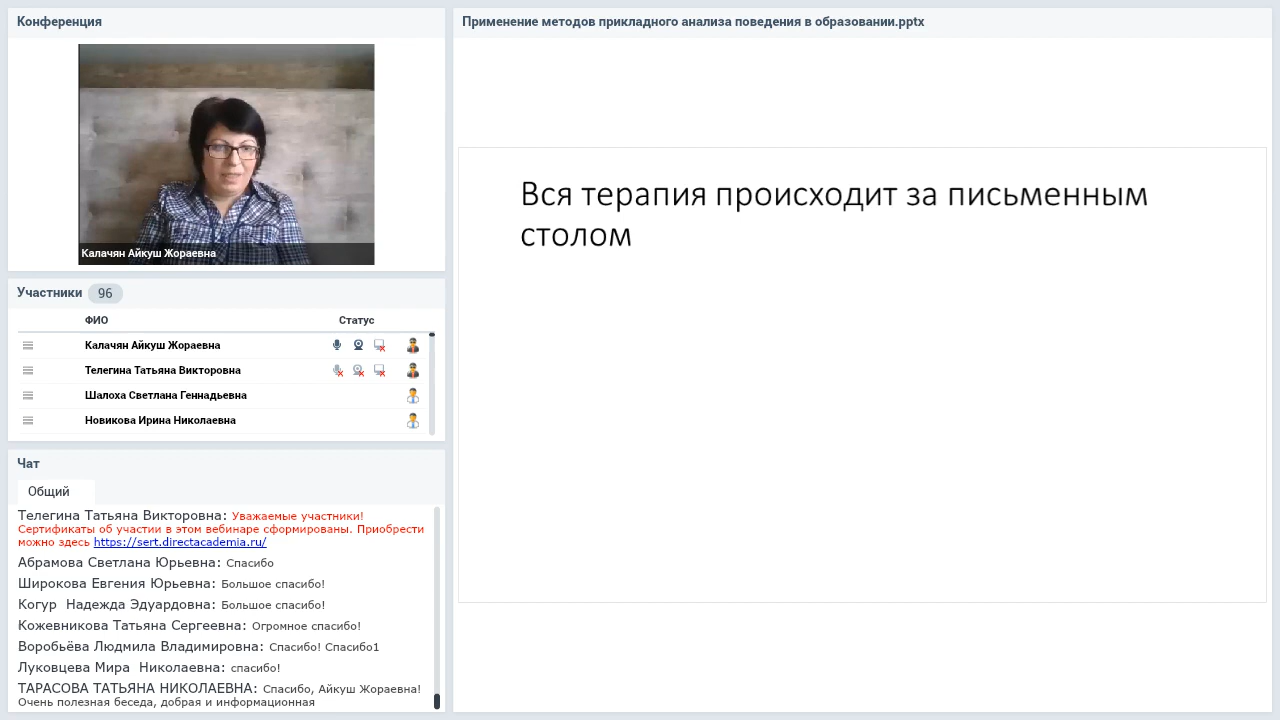 Конференция
Калачян Айкуш Жораевна
Участники 96
ФИО Статус
Калачян Айкуш Жораевна
Телегина Татьяна Викторовна
Шалоха Светлана Геннадьевна
Новикова Ирина Николаевна
Чат
Общий
Телегина Татьяна Викторовна: Уважаемые участники!
Сертификаты об участии в этом вебинаре сформированы. Приобрести
можно здесь https://sert.directacademia.ru/
Абрамова Светлана Юрьевна: Спасибо
Широкова Евгения Юрьевна: Большое спасибо!
Когур  Надежда Эдуардовна: Большое спасибо!
Кожевникова Татьяна Сергеевна: Огромное спасибо!
Воробьёва Людмила Владимировна: Спасибо! Спасибо1
Луковцева Мира  Николаевна: спасибо!
ТАРАСОВА ТАТЬЯНА НИКОЛАЕВНА: Спасибо, Айкуш Жораевна!
Очень полезная беседа, добрая и информационная
Применение методов прикладного анализа поведения в образовании.pptx
Вся терапия происходит за письменным
столом